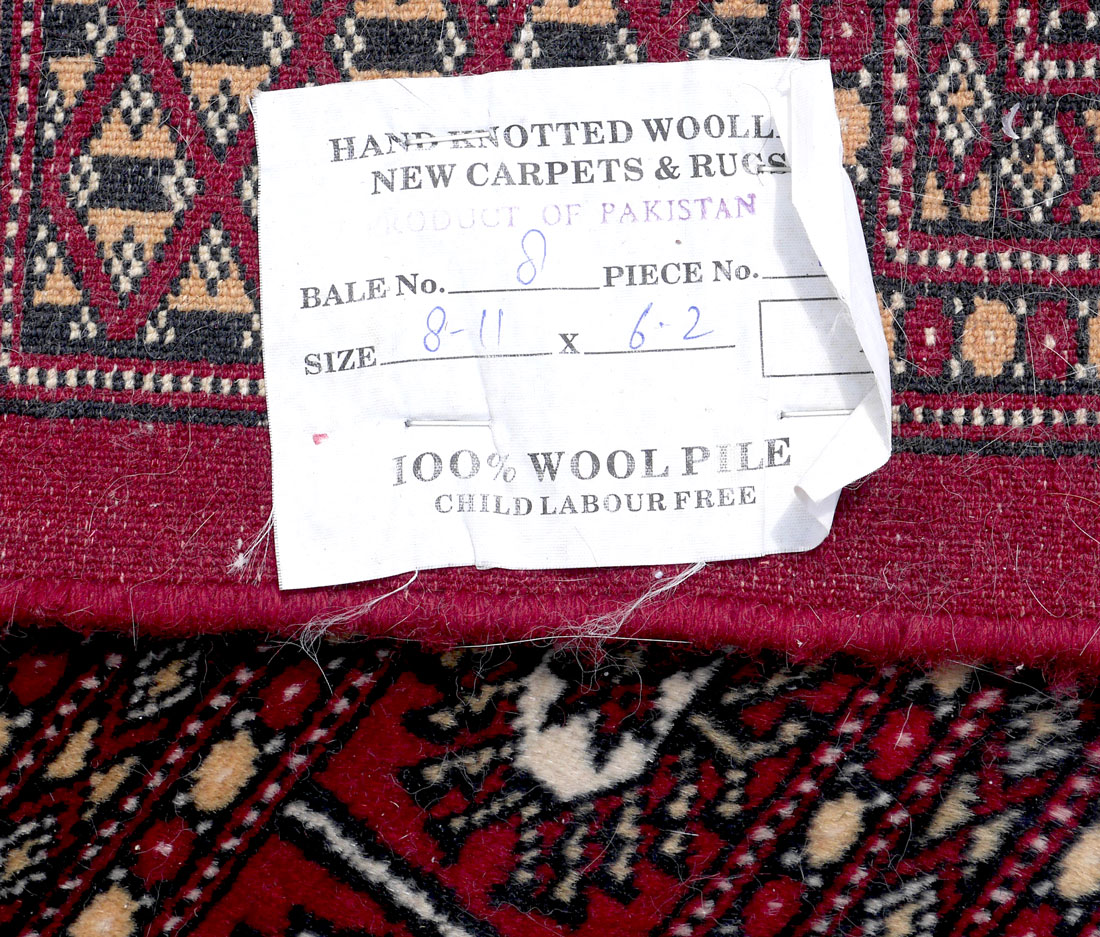 HAND KNOTTED WOOLL
NEW CARPETS & RUGS
PRODUCT OF PAKISTAN
BALE No. 8 PIECE No.
SIZE 8-11 x 6.2
100% WOOL PILE
CHILD LABOUR FREE